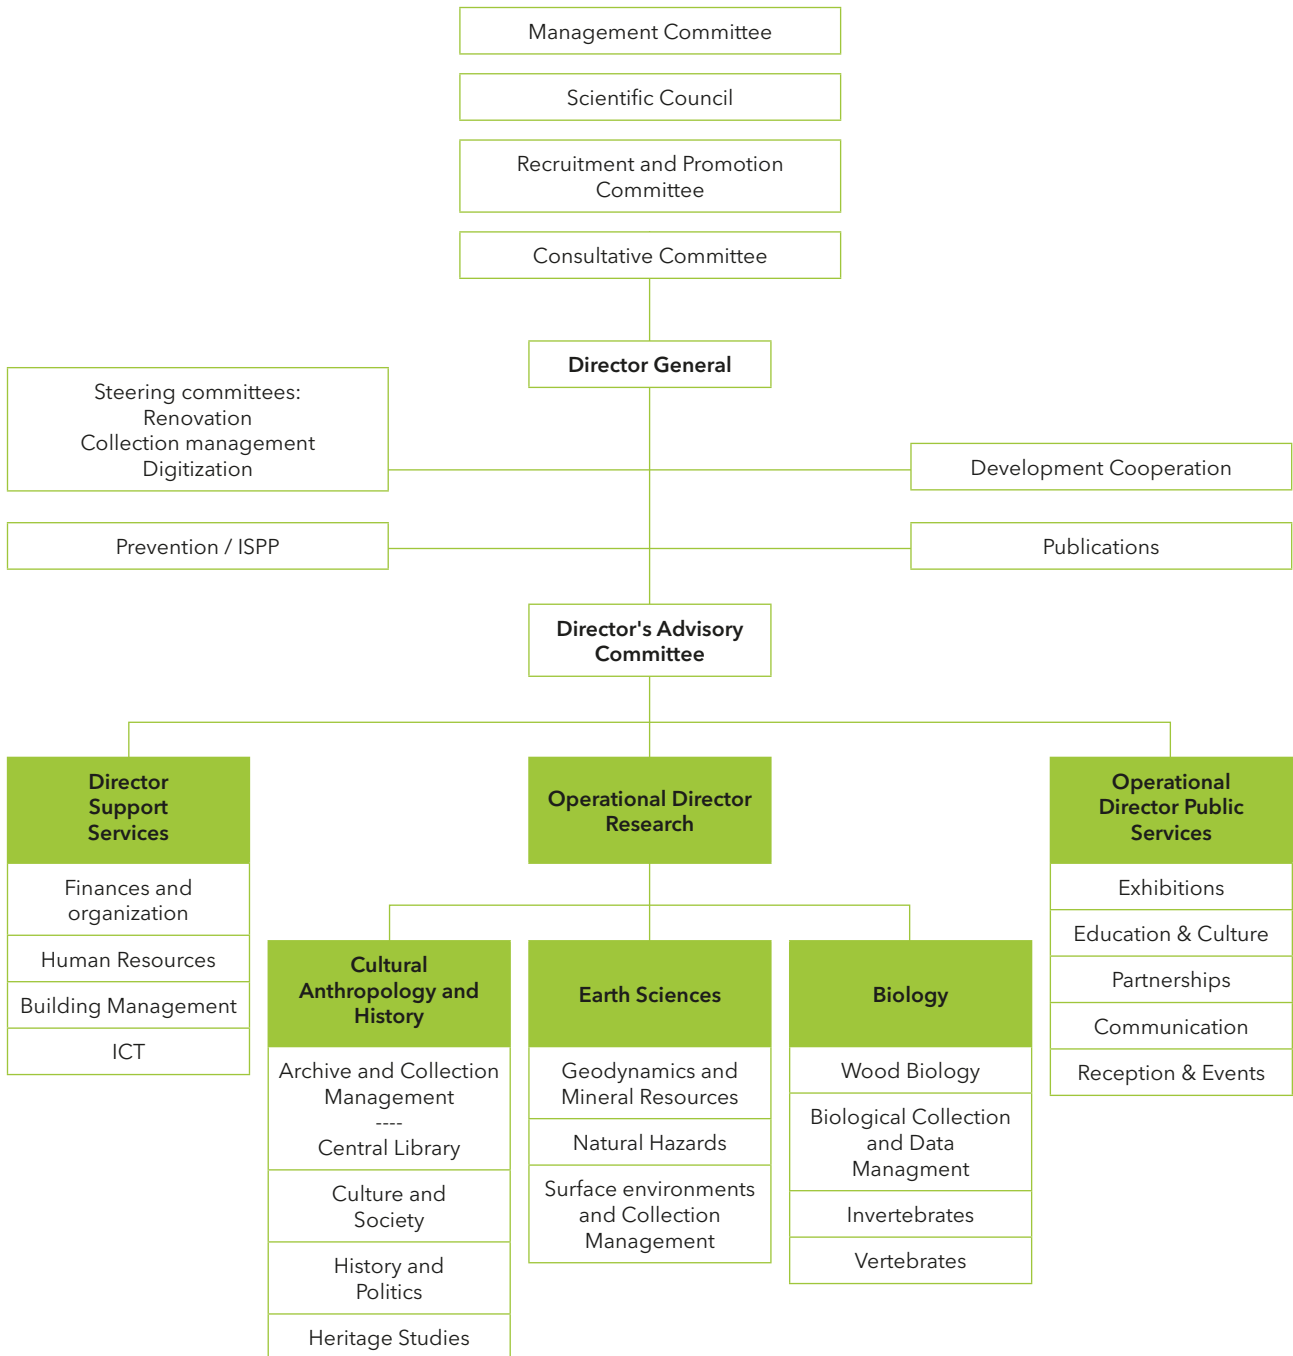 Management Committee
Scientific Council
Recruitment and Promotion
Committee
Consultative Committee
Director General
Steering committees:
Renovation
Collection management
Digitization
Development Cooperation
Prevention / ISPP
Publications
Director's Advisory
Committee
Director
Support
Services
Finances and
organization
Human Resources
Building Management
ICT
Operational Director
Research
Cultural
Anthropology and
History
Archive and Collection
Management
----
Central Library
Culture and
Society
History and
Politics
Heritage Studies
Earth Sciences
Geodynamics and
Mineral Resources
Natural Hazards
Surface environments
and Collection
Management
Biology
Wood Biology
Biological Collection
and Data
Managment
Invertebrates
Vertebrates
Operational
Director Public
Services
Exhibitions
Education & Culture
Partnerships
Communication
Reception & Events